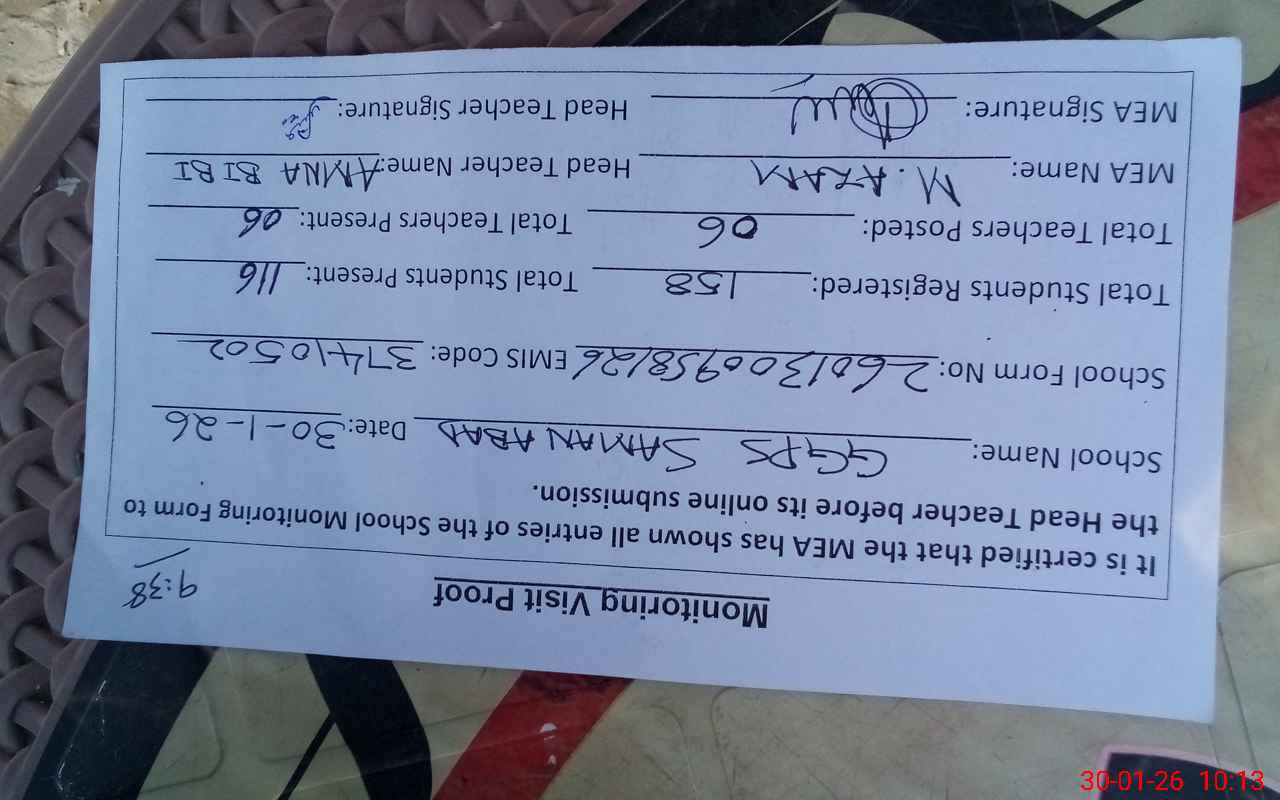 Monitoring Visit Proof
9:38
It is certified that the MEA has shown all entries of the School Monitoring Form to
the Head Teacher before its online submission.
School Name: GGPS SAMANABAD Date: 30-1-26
School Form No: 2601300958126 EMIS Code: 37410502
Total Students Registered: 158 Total Students Present: 116
Total Teachers Posted: 06 Total Teachers Present: 06
MEA Name: M. AZAM Head Teacher Name: AMNA BIBI
MEA Signature: Head Teacher Signature:
30-01-26 10:13